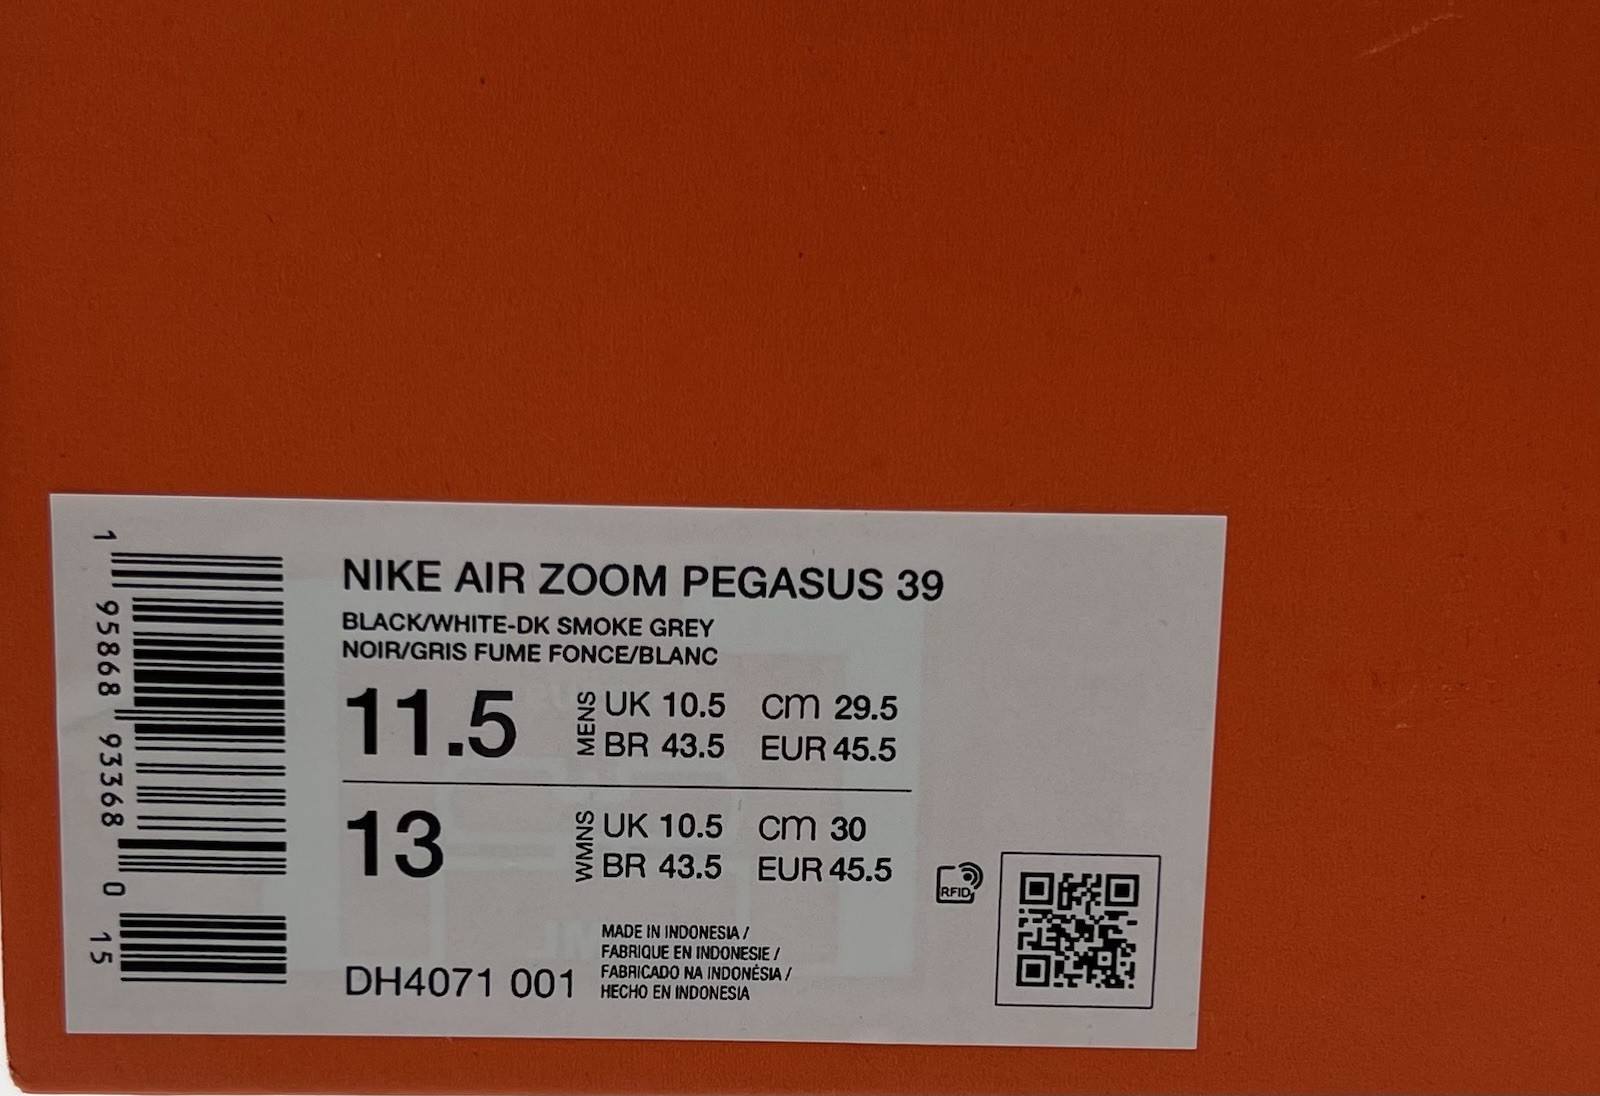 1 95868 93368 0 15
NIKE AIR ZOOM PEGASUS 39
BLACK/WHITE-DK SMOKE GREY
NOIR/GRIS FUME FONCE/BLANC
11.5 MENS UK 10.5 cm 29.5
BR 43.5 EUR 45.5
13 WMNS UK 10.5 cm 30
BR 43.5 EUR 45.5
RFID
DH4071 001
MADE IN INDONESIA /
FABRIQUE EN INDONESIE /
FABRICADO NA INDONÉSIA /
HECHO EN INDONESIA